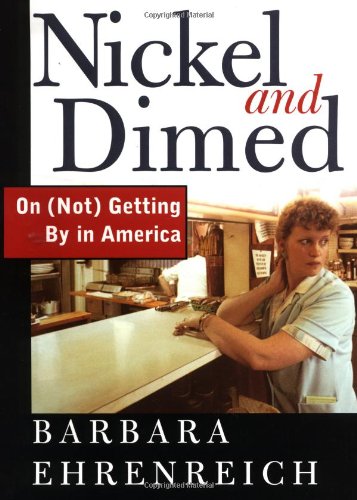 Nickel
and
Dimed
On (Not) Getting
By in America
BARBARA
EHRENREICH